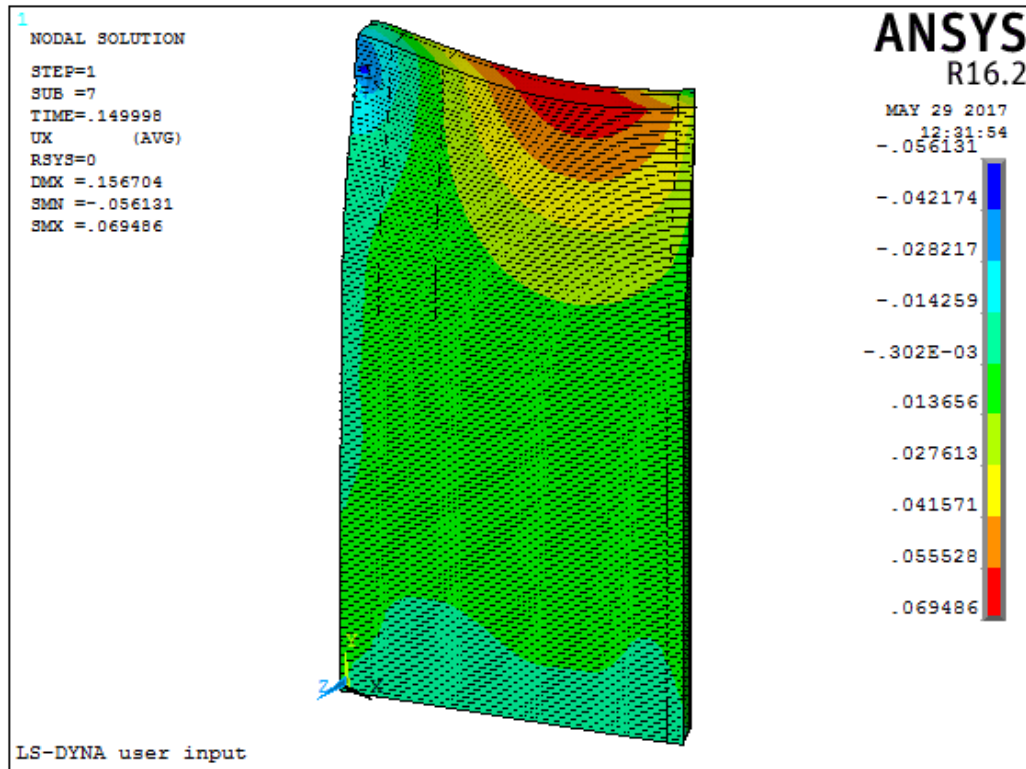 1
NODAL SOLUTION
STEP=1
SUB =7
TIME=.149998
UX (AVG)
RSYS=0
DMX =.156704
SMN =-.056131
SMX =.069486
ANSYS
R16.2
MAY 29 2017
12:31:54
-.056131
-.042174
-.028217
-.014259
-.302E-03
.013656
.027613
.041571
.055528
.069486
Y
Z
X
LS-DYNA user input